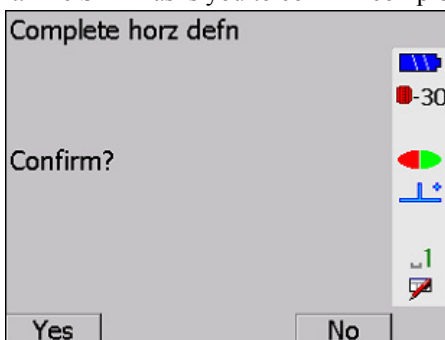 Complete horz defn
-30
Confirm?
1
Yes
No